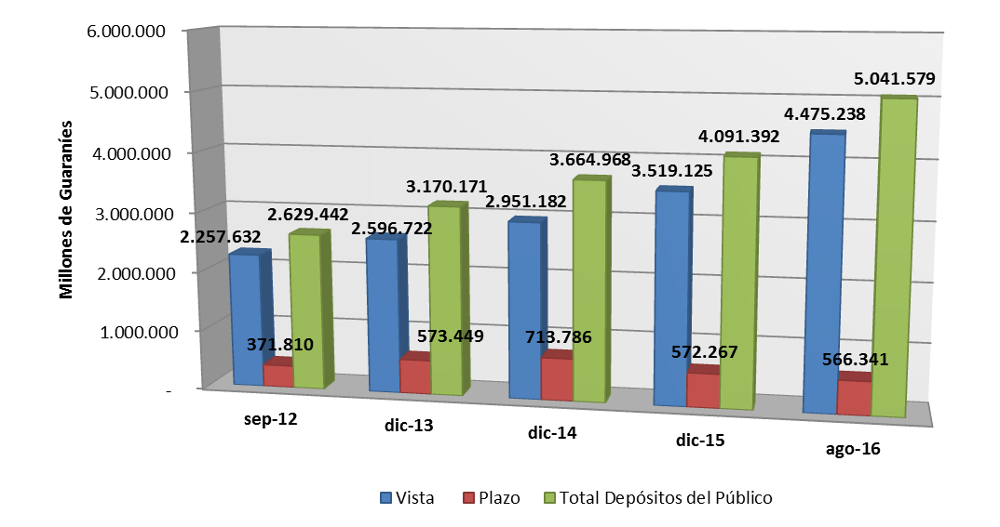 6.000.000
5.000.000
4.000.000
3.000.000
2.000.000
1.000.000
-
Millones de Guaraníes
2.257.632
371.810
2.629.442
2.596.722
573.449
3.170.171
2.951.182
713.786
3.664.968
3.519.125
572.267
4.091.392
4.475.238
566.341
5.041.579
sep-12
dic-13
dic-14
dic-15
ago-16
Vista
Plazo
Total Depósitos del Público